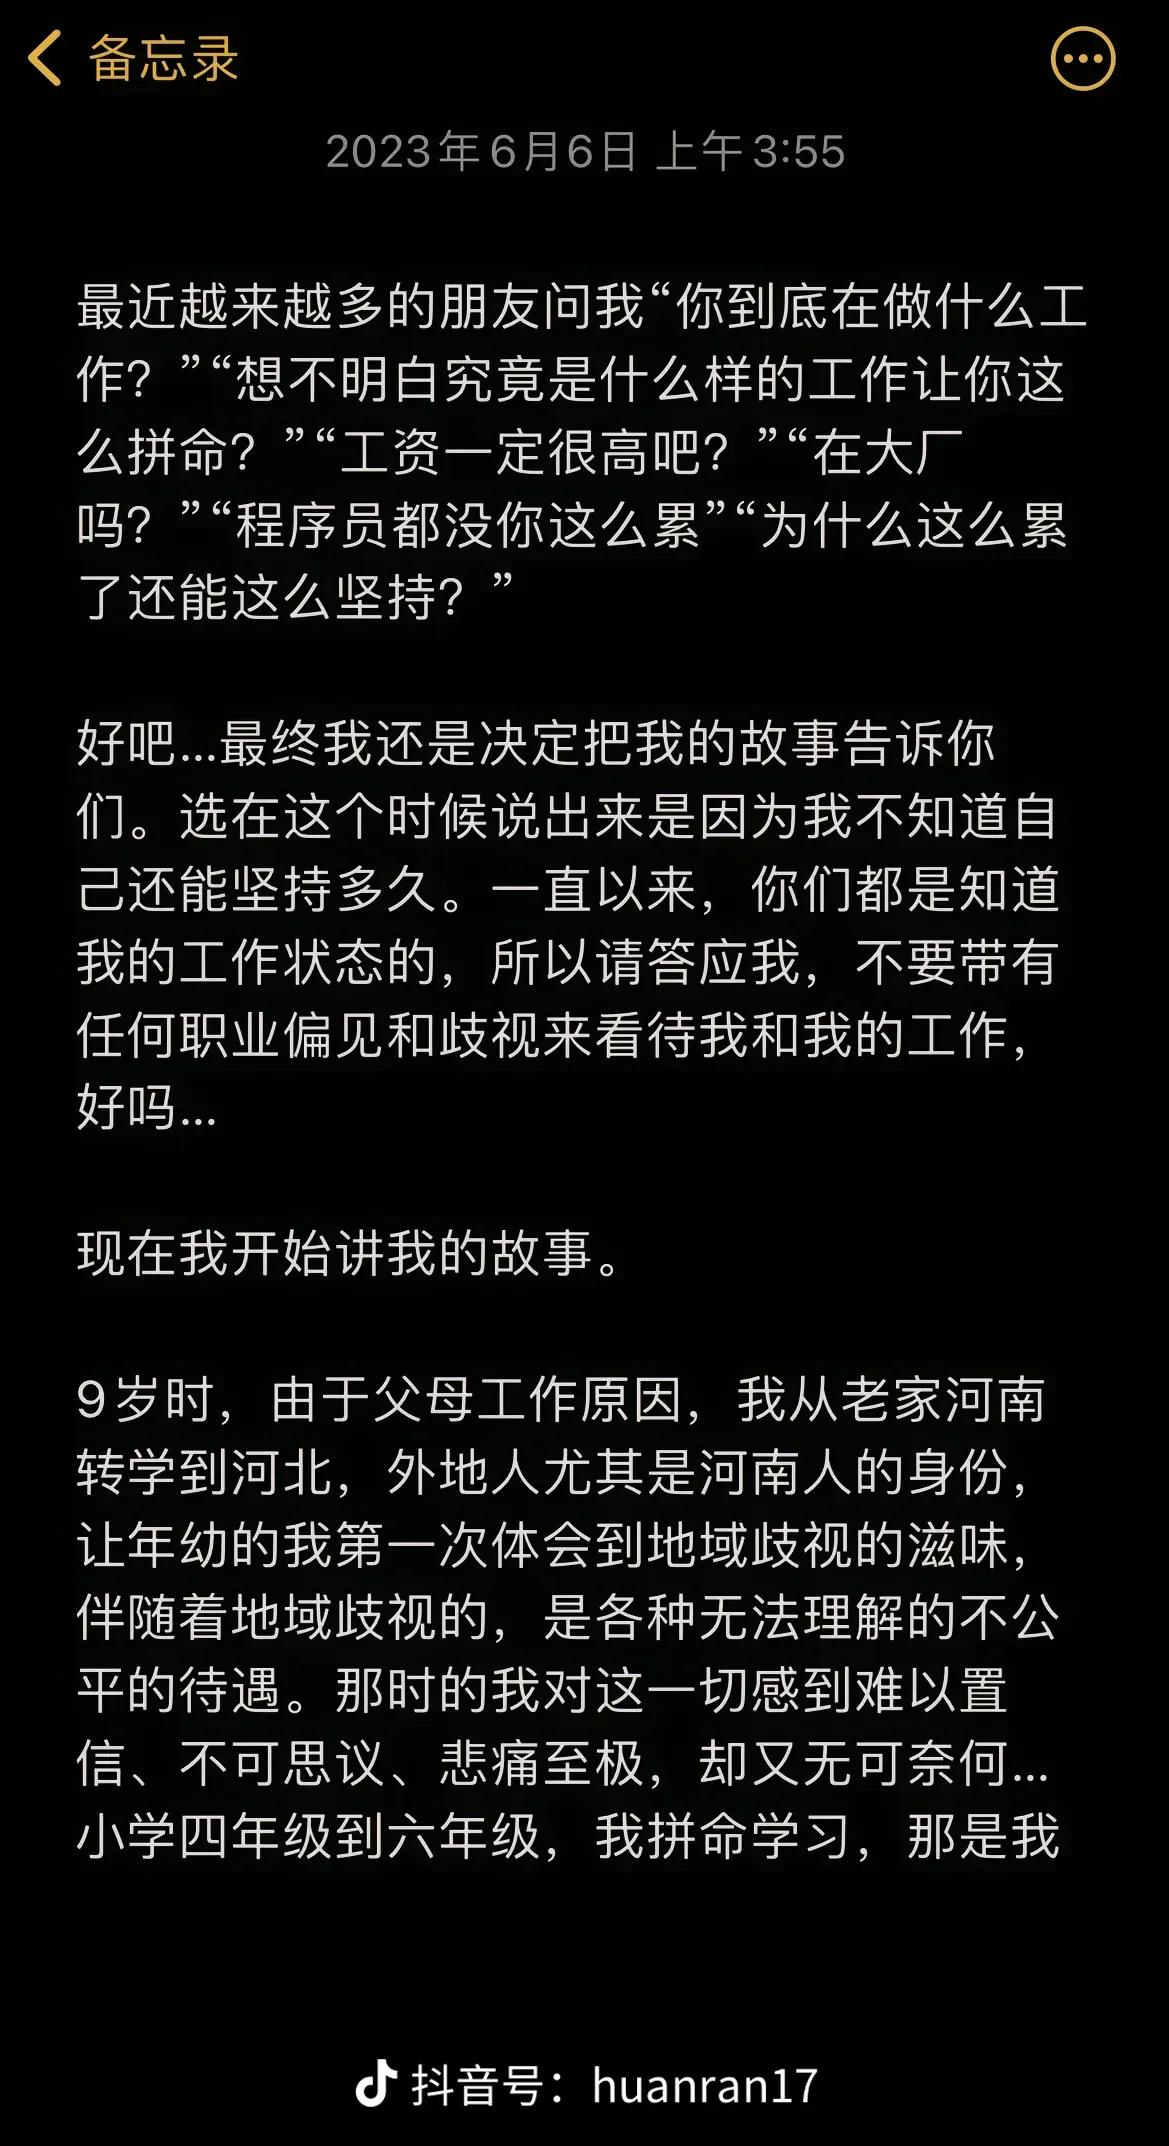 备忘录
2023年6月6日 上午3:55
最近越来越多的朋友问我“你到底在做什么工
作？”“想不明白究竟是什么样的工作让你这
么拼命？”“工资一定很高吧？”“在大厂
吗？”“程序员都没你这么累”“为什么这么累
了还能这么坚持？”
好吧...最终我还是决定把我的故事告诉你
们。选在这个时候说出来是因为我不知道自
己还能坚持多久。一直以来，你们都是知道
我的工作状态的，所以请答应我，不要带有
任何职业偏见和歧视来看待我和我的工作，
好吗...
现在我开始讲我的故事。
9岁时，由于父母工作原因，我从老家河南
转学到河北，外地人尤其是河南人的身份，
让年幼的我第一次体会到地域歧视的滋味，
伴随着地域歧视的，是各种无法理解的不公
平的待遇。那时的我对这一切感到难以置
信、不可思议、悲痛至极，却又无可奈何...
小学四年级到六年级，我拼命学习，那是我
抖音号：huanran17